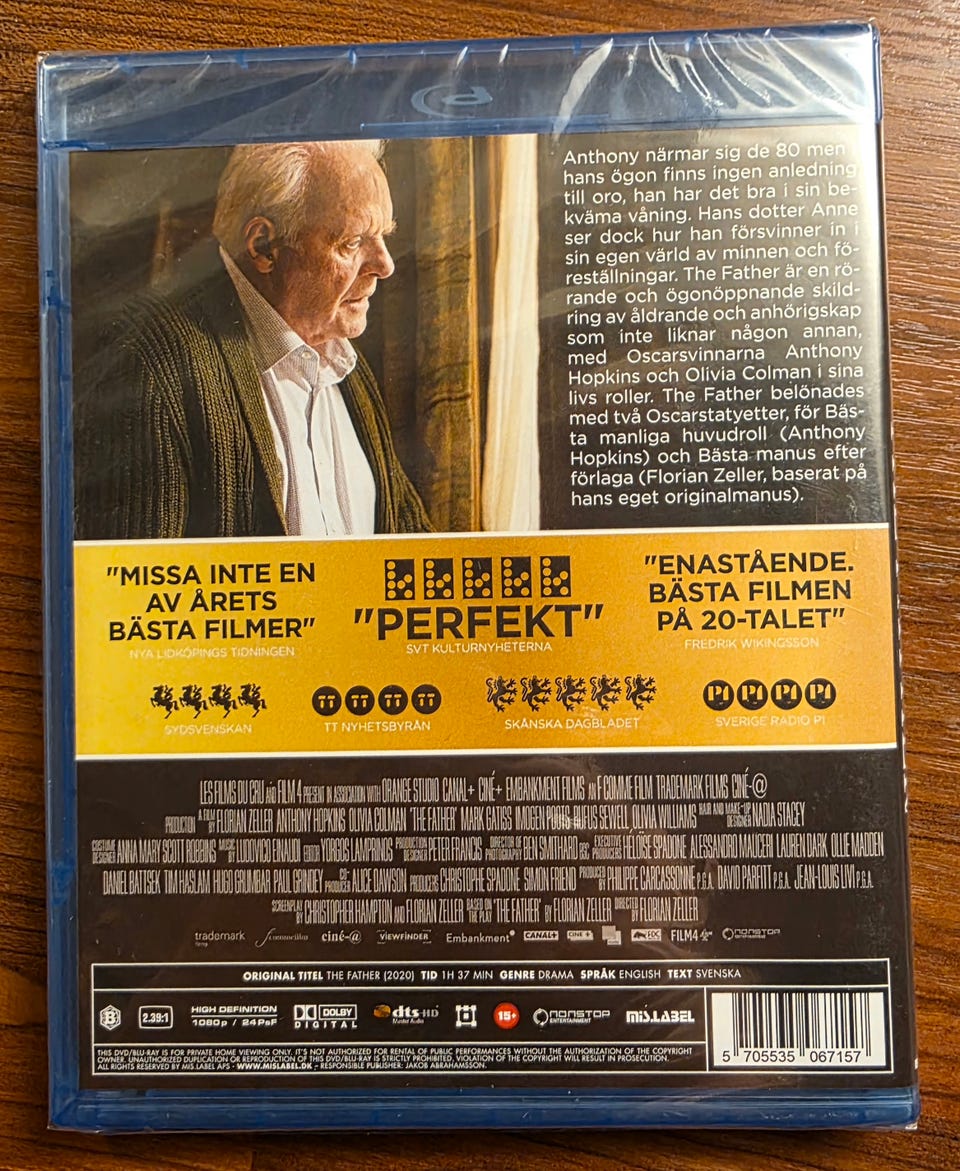 Anthony närmar sig de 80 men i
hans ögon finns ingen anledning
till oro, han har det bra i sin be-
kväma våning. Hans dotter Anne
ser dock hur han försvinner in i
sin egen värld av minnen och fö-
reställningar. The Father är en rö-
rande och ögonöppnande skild-
ring av åldrande och anhörigskap
som inte liknar någon annan,
med Oscarsvinnarna Anthony
Hopkins och Olivia Colman i sina
livs roller. The Father belönades
med två Oscarstatyetter, för Bäs-
ta manliga huvudroll (Anthony
Hopkins) och Bästa manus efter
förlaga (Florian Zeller, baserat på
hans eget originalmanus).
"MISSA INTE EN
AV ÅRETS
BÄSTA FILMER"
NYA LIDKÖPINGS TIDNINGEN
"PERFEKT"
SVT KULTURNYHETERNA
"ENASTÅENDE.
BÄSTA FILMEN
PÅ 20-TALET"
FREDRIK WIKINGSSON
SYDSVENSKAN
TT TT TT TT
TT NYHETSBYRÅN
SKÅNSKA DAGBLADET
P1 P1 P1 P1
SVERIGE RADIO P1
LES FILMS DU CRU AND FILM 4 PRESENT IN ASSOCIATION WITH ORANGE STUDIO CANAL+ CINÉ+ EMBANKMENT FILMS AN F COMME FILM TRADEMARK FILMS CINÉ-@
PRODUCTION A FILM BY FLORIAN ZELLER ANTHONY HOPKINS OLIVIA COLMAN 'THE FATHER' MARK GATISS IMOGEN POOTS RUFUS SEWELL OLIVIA WILLIAMS HAIR AND MAKE-UP DESIGNER NADIA STACEY
COSTUME DESIGNER ANNA MARY SCOTT ROBBINS MUSIC BY LUDOVICO EINAUDI EDITOR YORGOS LAMPRINOS PRODUCTION DESIGNER PETER FRANCIS DIRECTOR OF PHOTOGRAPHY BEN SMITHARD BSC, GBCT EXECUTIVE PRODUCERS HÉLOÏSE SPADONE ALESSANDRO MAUCERI LAUREN DARK OLLIE MADDEN
DANIEL BATTSEK TIM HASLAM HUGO GRUMBAR PAUL GRINDEY CO-PRODUCER ALICE DAWSON PRODUCERS CHRISTOPHE SPADONE SIMON FRIEND PRODUCED BY PHILIPPE CARCASSONNE P.G.A. DAVID PARFITT P.G.A. JEAN-LOUIS LIVI P.G.A.
SCREENPLAY BY CHRISTOPHER HAMPTON AND FLORIAN ZELLER BASED ON THE PLAY 'THE FATHER' BY FLORIAN ZELLER DIRECTED BY FLORIAN ZELLER
trademark films f comme film ciné-@ VIEWFINDER Embankment CANAL+ CINE+ EDC FILM4 NONSTOP ENTERTAINMENT
ORIGINAL TITEL THE FATHER (2020) TID 1H 37 MIN GENRE DRAMA SPRÅK ENGLISH TEXT SVENSKA
B 2.39:1 HIGH DEFINITION 1080p / 24PsF DOLBY DIGITAL dts-HD Master Audio 15+ NONSTOP ENTERTAINMENT MIS.LABEL
THIS DVD/BLU-RAY IS FOR PRIVATE HOME VIEWING ONLY. IT'S NOT AUTHORIZED FOR RENTAL OF PUBLIC PERFORMANCES WITHOUT THE AUTHORIZATION OF THE COPYRIGHT
OWNER. UNAUTHORIZED DUPLICATION OR REPRODUCTION OF THIS DVD/BLU-RAY IS STRICTLY PROHIBITED. VIOLATION OF THE COPYRIGHT WILL RESULT IN PROSECUTION.
ALL RIGHTS RESERVED BY MIS.LABEL APS - WWW.MISLABEL.DK - RESPONSIBLE PUBLISHER: JAKOB ABRAHAMSSON.
5 705535 067157